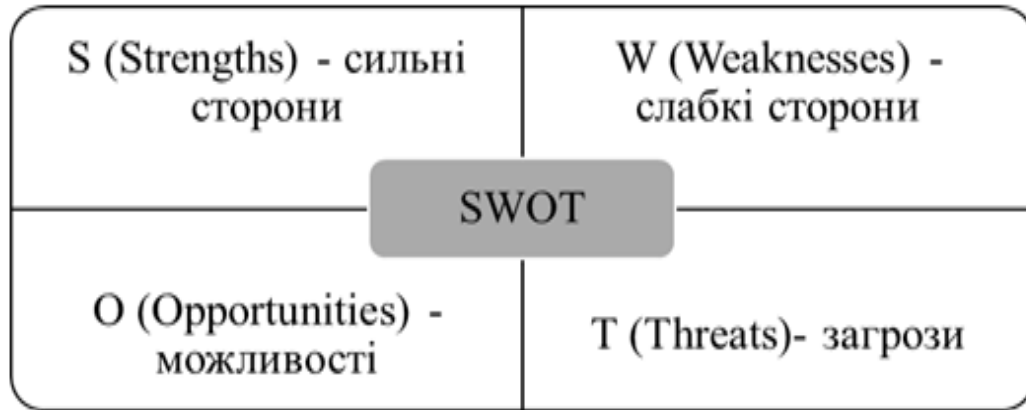 S (Strengths) - сильні
сторони
W (Weaknesses) -
слабкі сторони
SWOT
O (Opportunities) -
можливості
T (Threats)- загрози